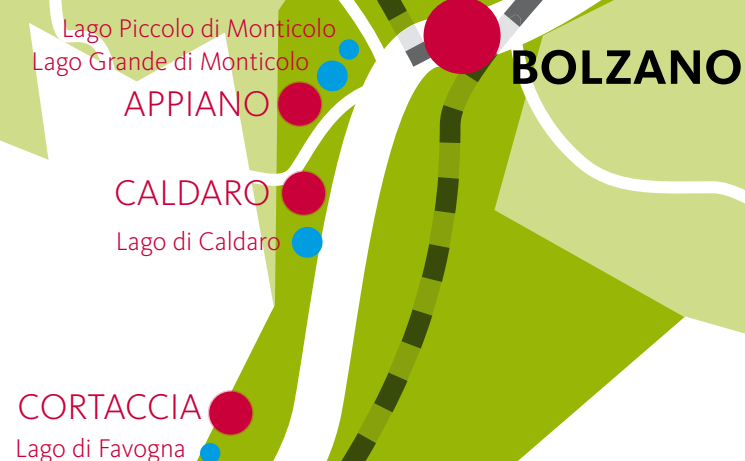 Lago Piccolo di Monticolo
Lago Grande di Monticolo
BOLZANO
APPIANO
CALDARO
Lago di Caldaro
CORTACCIA
Lago di Favogna